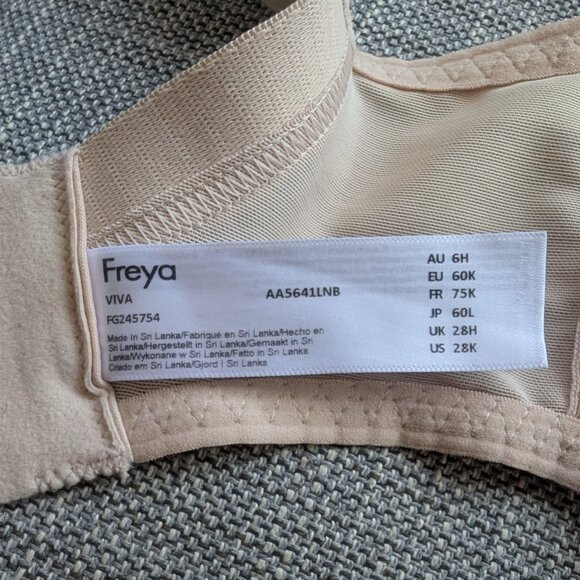 Freya
VIVA AA5641LNB
FG245754
Made In Sri Lanka/Fabrique en Sri Lanka/Hecho en
Sri Lanka/Hergestellt in Sri Lanka/Gemaakt in Sri
Lanka/Wykonane w Sri Lanka/Fatto in Sri Lanka/
Criado em Sri Lanka/Gjord i Sri Lanka
AU 6H
EU 60K
FR 75K
JP 60L
UK 28H
US 28K